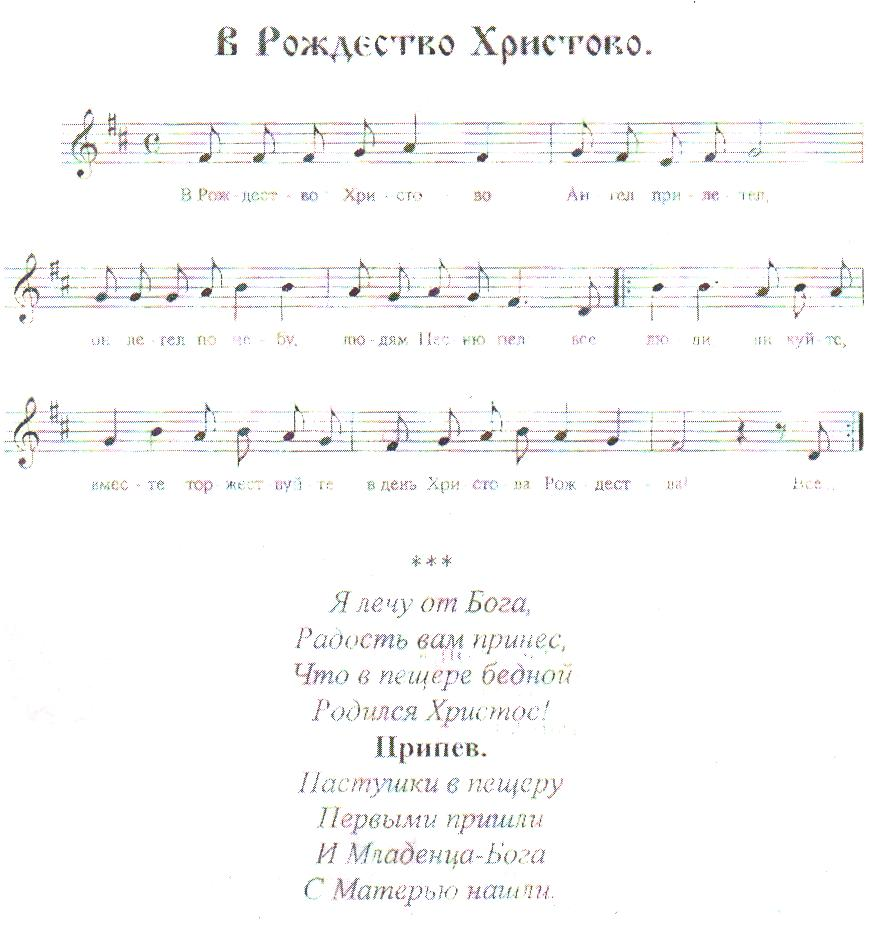 В Рождество Христово.
В Рож - дест - во Хри - сто - во Ан - гел при - ле - тел,
он ле - тел по не - бу, лю - дям Пес - ню пел все лю - ди ли куй - те,
вмес - те тор - жест вуй - те в день Хри - сто - ва Рож - дест - ва! Все...
***
Я лечу от Бога,
Радость вам принес,
Что в пещере бедной
Родился Христос!
Припев.
Пастушки в пещеру
Первыми пришли
И Младенца-Бога
С Матерью нашли.